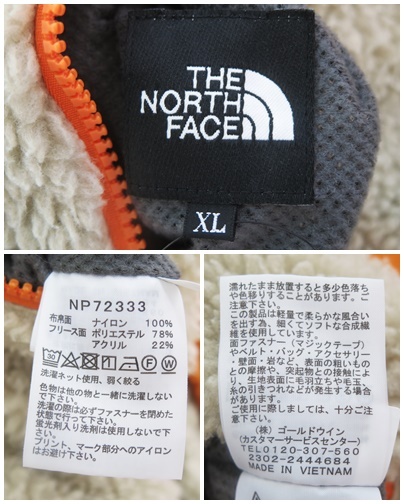 THE
NORTH
FACE
XL
NP72333
布帛面 ナイロン 100%
フリース面 ポリエステル 78%
アクリル 22%
30
洗濯ネット使用、弱く絞る
色物は他の物と一緒に洗濯しない
で下さい。
洗濯の際は必ずファスナーを閉めた
状態で行って下さい。
蛍光剤入り洗剤は使用しないで下
さい。
プリント、マーク部分へのアイロン
はお避け下さい。
濡れたまま放置すると多少色落ち
や色移りすることがあります。ご
注意下さい。
この製品は軽量で柔らかな風合い
を出す為、細くてソフトな合成繊
維を使用しています。
面ファスナー(マジックテープ)
やベルト・バッグ・アクセサリー
・壁面・岩など、表面の粗いもの
との摩擦や、突起物との接触によ
り、生地表面に毛羽立ちや毛玉、
糸の引きつれなどが発生する場合
があります。
ご使用に際しましては、十分ご注
意下さい。
(株)ゴールドウイン
(カスタマーサービスセンター)
TEL0120-307-560
2302-2444684
MADE IN VIETNAM